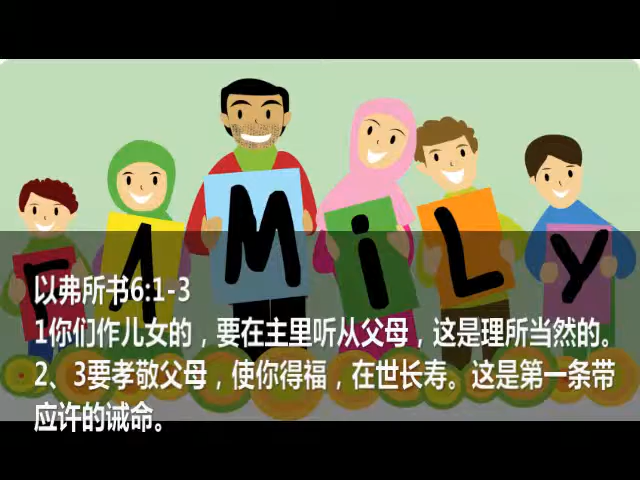 FAMiLY
以弗所书6:1-3
1你们作儿女的，要在主里听从父母，这是理所当然的。
2、3要孝敬父母，使你得福，在世长寿。这是第一条带
应许的诫命。